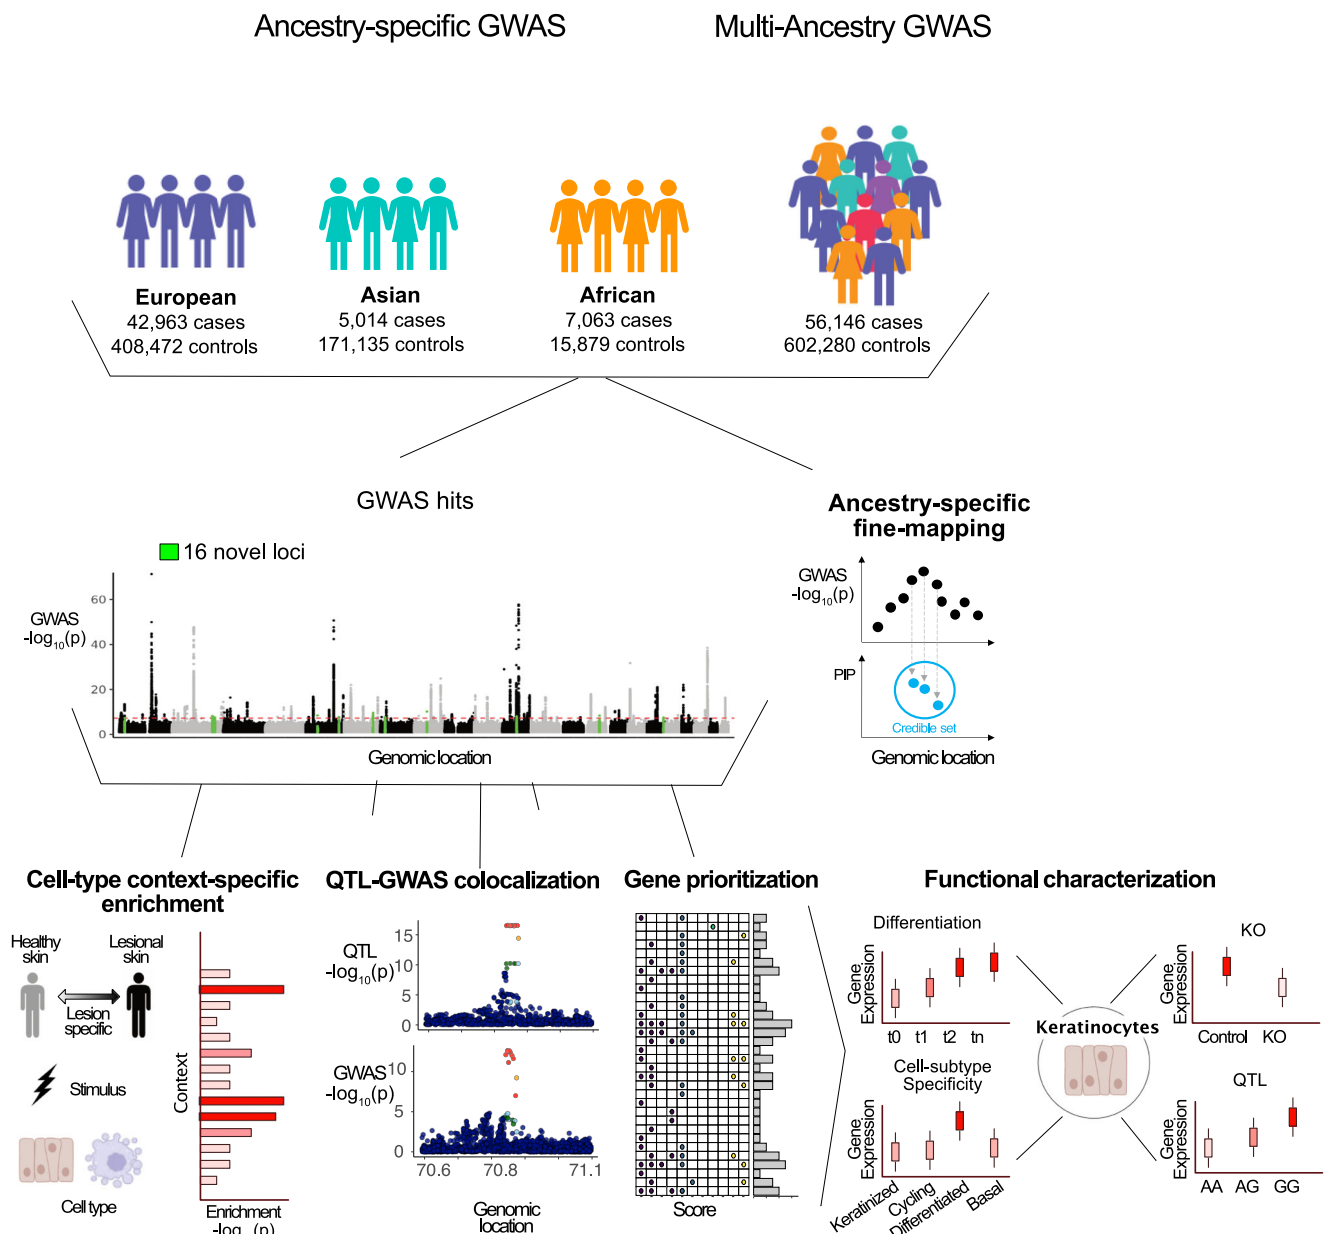 Ancestry-specific GWAS
Multi-Ancestry GWAS
European
42,963 cases
408,472 controls
Asian
5,014 cases
171,135 controls
African
7,063 cases
15,879 controls
56,146 cases
602,280 controls
GWAS hits
16 novel loci
GWAS
-log10(p)
60
40
20
0
Genomic location
Ancestry-specific
fine-mapping
GWAS
-log10(p)
PIP
Credible set
Genomic location
Cell-type context-specific
enrichment
Healthy
skin
Lesional
skin
Lesion
specific
Stimulus
Cell type
Context
Enrichment
-log10(p)
QTL-GWAS colocalization
QTL
-log10(p)
15
10
5
0
GWAS
-log10(p)
10
5
0
70.6
70.8
71.1
Genomic
location
Gene prioritization
Score
Functional characterization
Differentiation
Gene
Expression
t0
t1
t2
tn
Cell-subtype
Specificity
Gene
Expression
Keratinized
Cycling
Differentiated
Basal
Keratinocytes
KO
Gene
Expression
Control
KO
QTL
Gene
Expression
AA
AG
GG